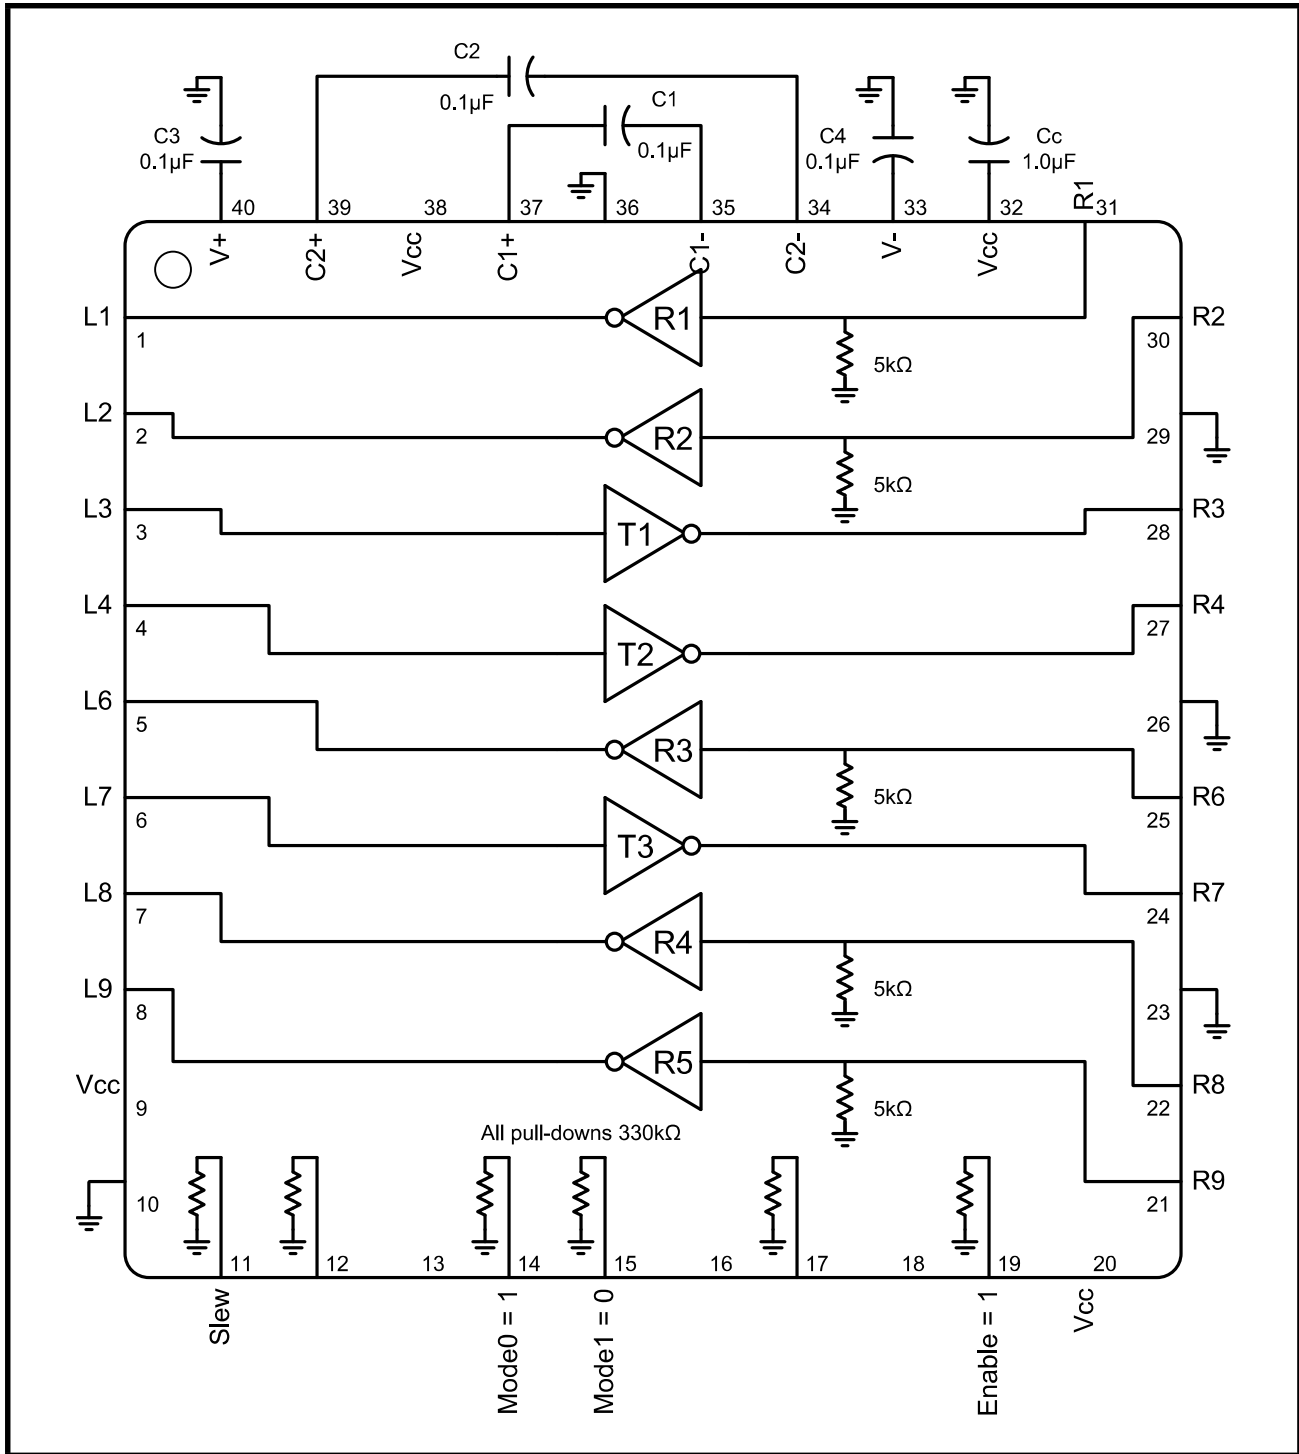 C2
0.1µF
C1
0.1µF
C3
0.1µF
C4
0.1µF
Cc
1.0µF
40
39
38
37
36
35
34
33
32
R1
31
V+
C2+
Vcc
C1+
C1-
C2-
V-
Vcc
L1
1
R1
5kΩ
30
R2
L2
2
R2
5kΩ
29
L3
3
T1
28
R3
L4
4
T2
27
R4
L6
5
R3
5kΩ
26
L7
6
T3
25
R6
L8
7
R4
5kΩ
24
R7
L9
8
R5
5kΩ
23
Vcc
9
22
R8
All pull-downs 330kΩ
10
21
R9
11
12
13
14
15
16
17
18
19
20
Slew
Mode0 = 1
Mode1 = 0
Enable = 1
Vcc